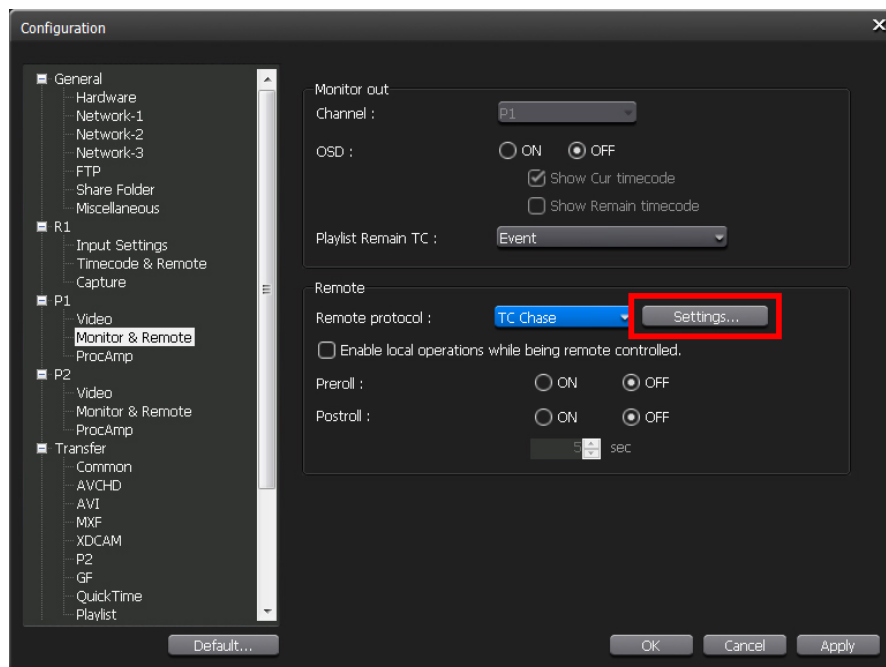 Configuration
General
Hardware
Network-1
Network-2
Network-3
FTP
Share Folder
Miscellaneous
R1
Input Settings
Timecode & Remote
Capture
P1
Video
Monitor & Remote
ProcAmp
P2
Video
Monitor & Remote
ProcAmp
Transfer
Common
AVCHD
AVI
MXF
XDCAM
P2
GF
QuickTime
Playlist
Default...
Monitor out
Channel : P1
OSD : ON OFF
Show Cur timecode
Show Remain timecode
Playlist Remain TC : Event
Remote
Remote protocol : TC Chase Settings...
Enable local operations while being remote controlled.
Preroll : ON OFF
Postroll : ON OFF
5 sec
OK Cancel Apply